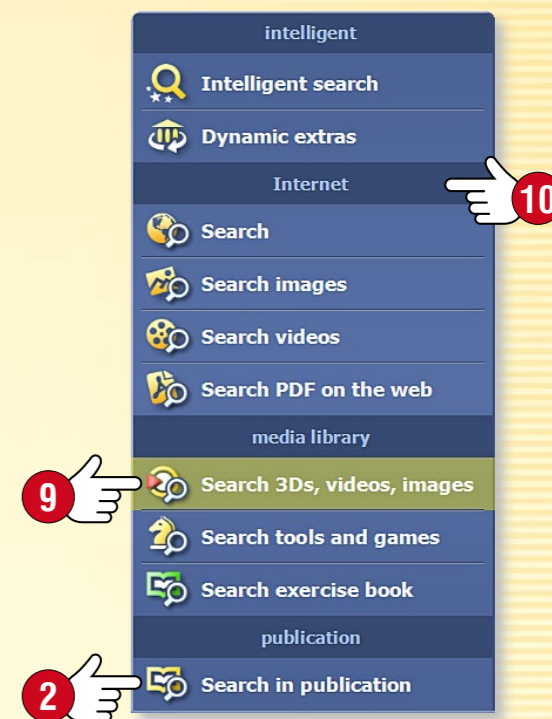 intelligent
Intelligent search
Dynamic extras
Internet
10
Search
Search images
Search videos
Search PDF on the web
media library
9
Search 3Ds, videos, images
Search tools and games
Search exercise book
publication
2
Search in publication